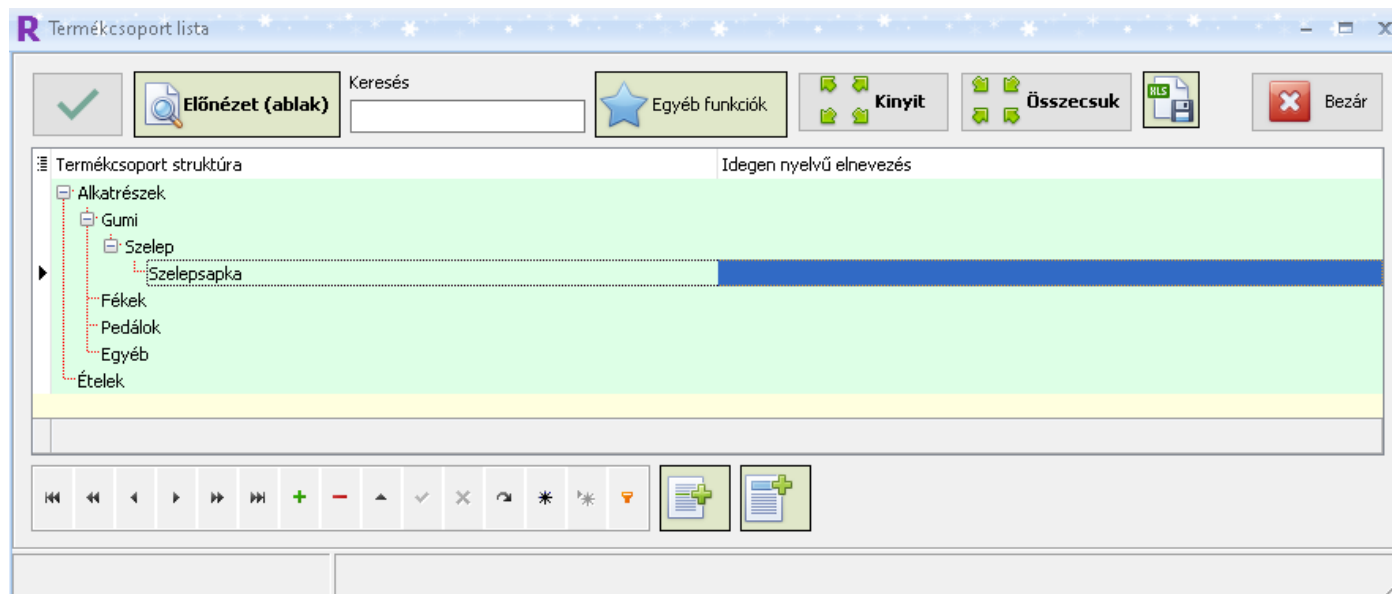 R Termékcsoport lista
Előnézet (ablak)
Keresés
Egyéb funkciók
Kinyit
Összecsuk
XLS
Bezár
Termékcsoport struktúra
Idegen nyelvű elnevezés
Alkatrészek
Gumi
Szelep
Szelepsapka
Fékek
Pedálok
Egyéb
Ételek